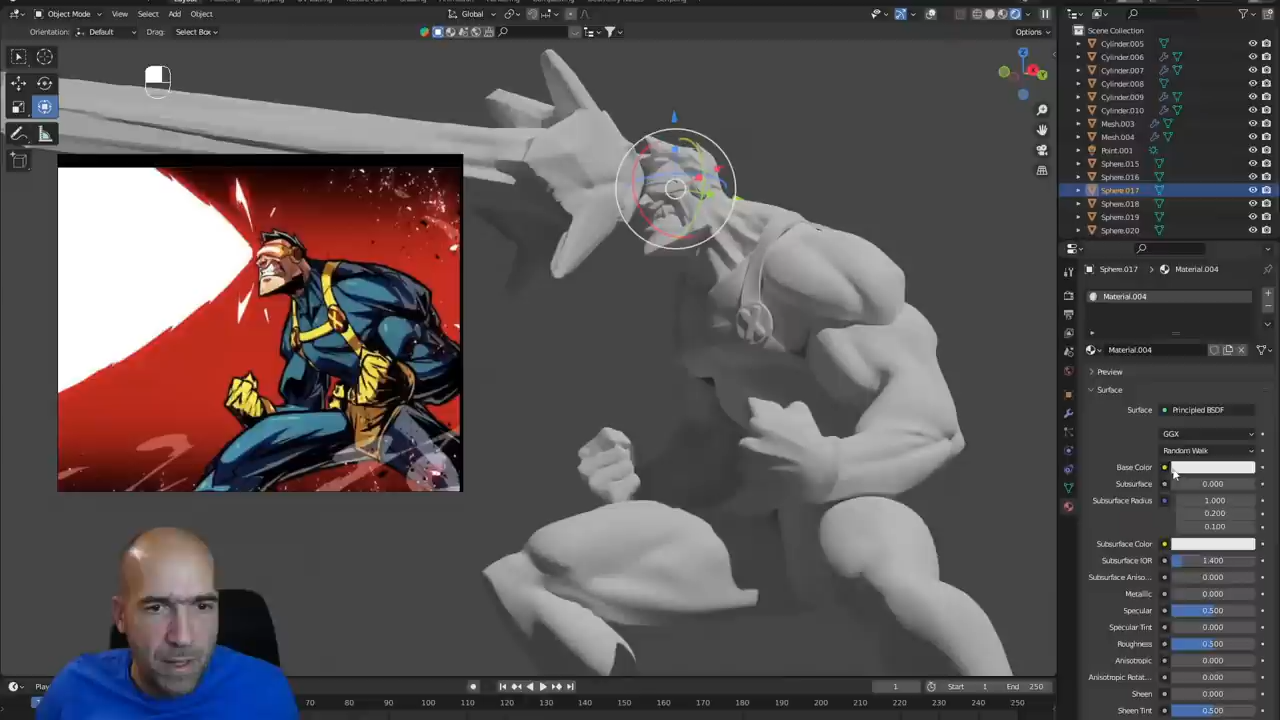 Object Mode View Select Add Object Global Options
Orientation: Default Drag: Select Box
Scene Collection
Cylinder.005
Cylinder.006
Cylinder.007
Cylinder.008
Cylinder.009
Cylinder.010
Mesh.003
Mesh.004
Point.001
Sphere.015
Sphere.016
Sphere.017
Sphere.018
Sphere.019
Sphere.020
Sphere.017 > Material.004
Material.004
Material.004
Preview
Surface
Surface Principled BSDF
GGX
Random Walk
Base Color
Subsurface 0.000
Subsurface Radius 1.000
0.200
0.100
Subsurface Color
Subsurface IOR 1.400
Subsurface Aniso... 0.000
Metallic 0.000
Specular 0.500
Specular Tint 0.000
Roughness 0.500
Anisotropic 0.000
Anisotropic Rotat... 0.000
Sheen 0.000
Sheen Tint 0.500
Play 1 Start 1 End 250
70 80 90 100 110 120 130 140 150 160 170 180 190 200 210 220 230 240 250